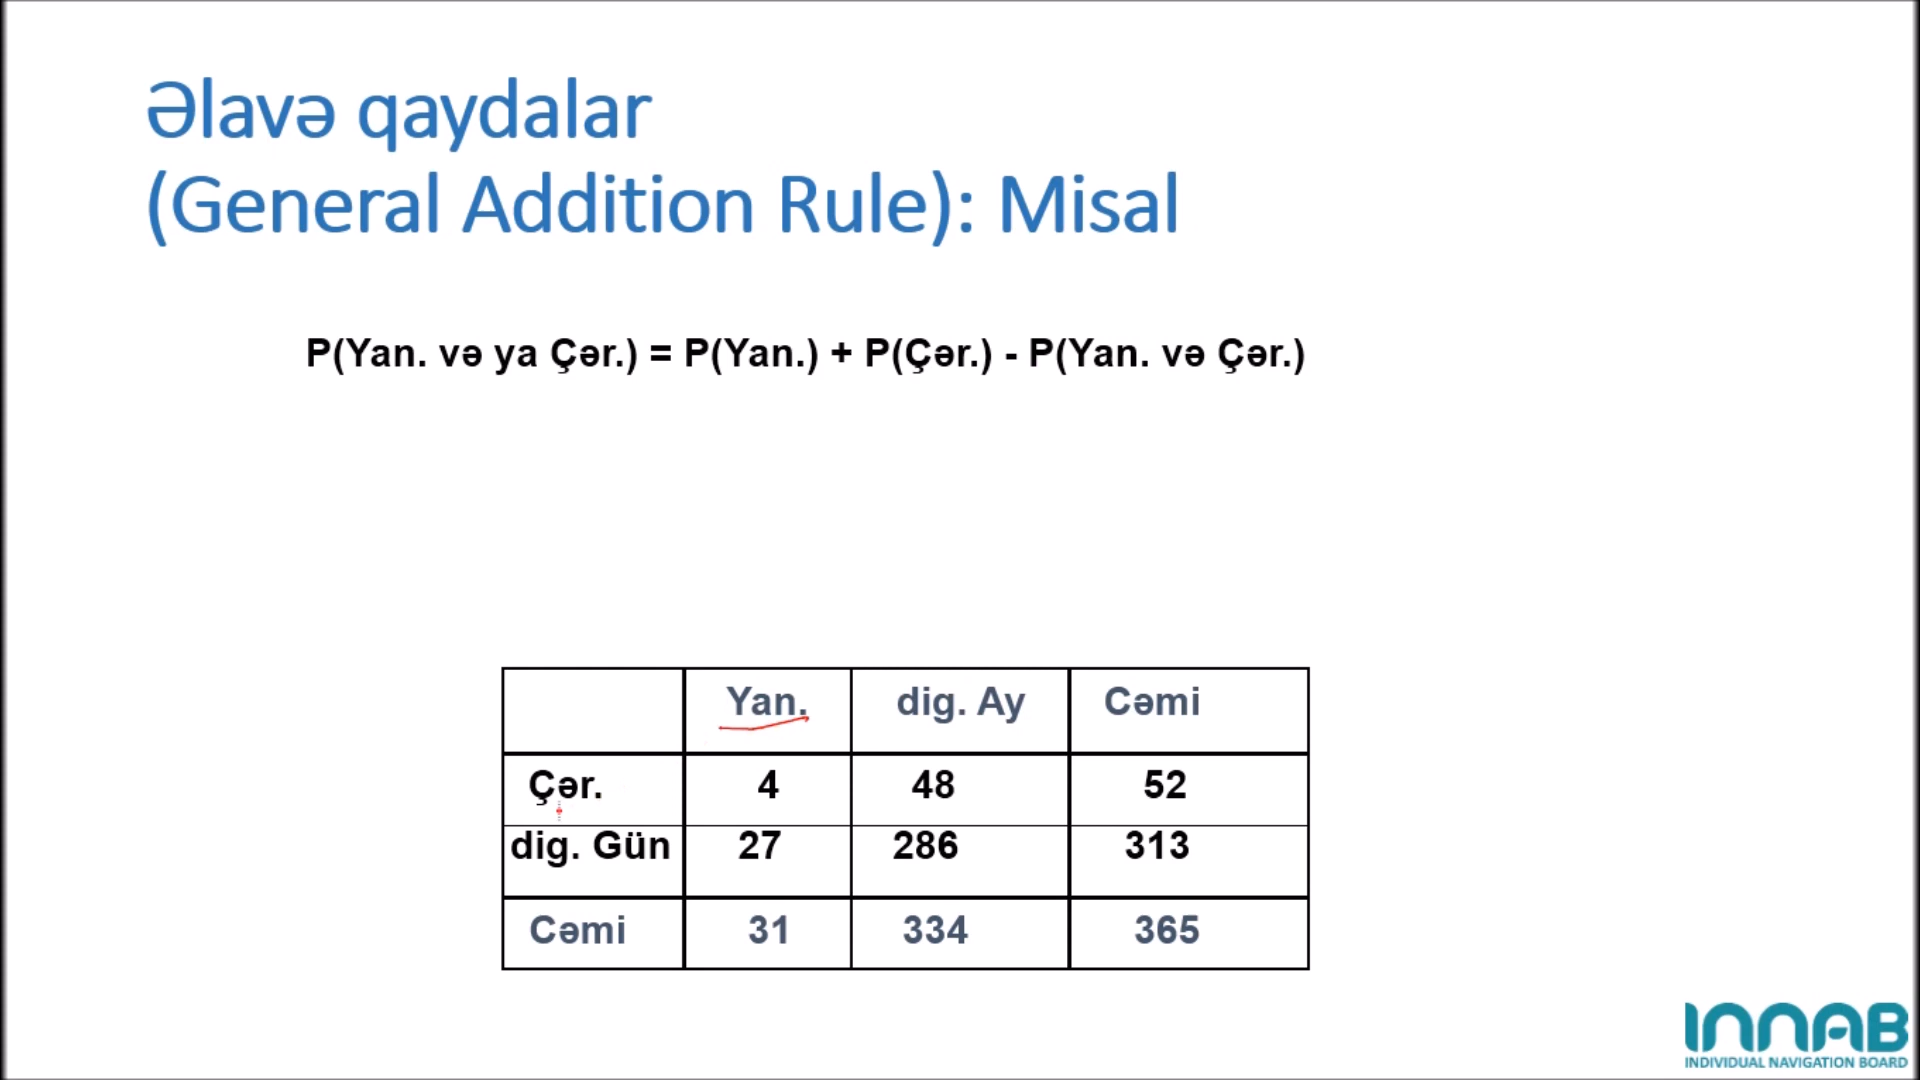 Əlavə qaydalar
(General Addition Rule): Misal
P(Yan. və ya Çər.) = P(Yan.) + P(Çər.) - P(Yan. və Çər.)
Yan. dig. Ay Cəmi
Çər. 4 48 52
dig. Gün 27 286 313
Cəmi 31 334 365
INNAB
INDIVIDUAL NAVIGATION BOARD